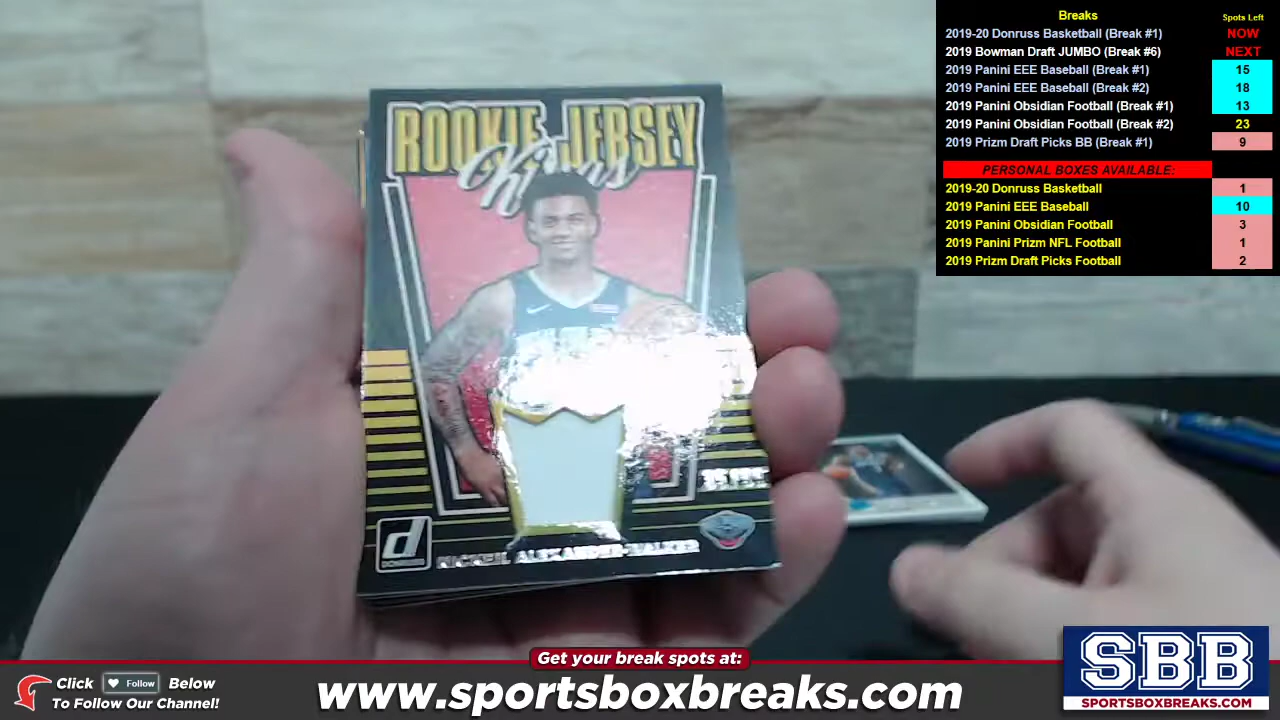 Breaks Spots Left
2019-20 Donruss Basketball (Break #1) NOW
2019 Bowman Draft JUMBO (Break #6) NEXT
2019 Panini EEE Baseball (Break #1) 15
2019 Panini EEE Baseball (Break #2) 18
2019 Panini Obsidian Football (Break #1) 13
2019 Panini Obsidian Football (Break #2) 23
2019 Prizm Draft Picks BB (Break #1) 9
PERSONAL BOXES AVAILABLE:
2019-20 Donruss Basketball 1
2019 Panini EEE Baseball 10
2019 Panini Obsidian Football 3
2019 Panini Prizm NFL Football 1
2019 Prizm Draft Picks Football 2
ROOKIE JERSEY
Kings
d
DONRUSS
NICKEIL ALEXANDER-WALKER
Get your break spots at:
Click Follow Below
To Follow Our Channel!
www.sportsboxbreaks.com
SBB
SPORTSBOXBREAKS.COM